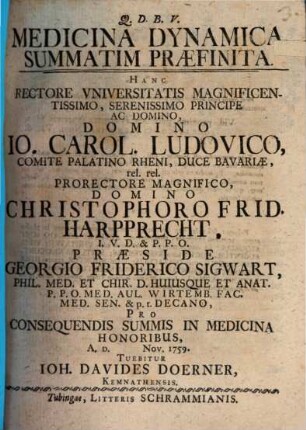 Q. D. B. V.
MEDICINA DYNAMICA
SUMMATIM PRÆFINITA.
HANC
RECTORE VNIVERSITATIS MAGNIFICEN-
TISSIMO, SERENISSIMO PRINCIPE
AC DOMINO,
DOMINO
IO. CAROL. LUDOVICO,
COMITE PALATINO RHENI, DUCE BAVARIÆ,
rel. rel.
PRORECTORE MAGNIFICO,
DOMINO
CHRISTOPHORO FRID.
HARPPRECHT,
I. V. D. & P. P. O.
PRÆSIDE
GEORGIO FRIDERICO SIGWART,
PHIL. MED. ET CHIR. D. HUIUSQUE ET ANAT.
P. P. O. MED. AUL. WIRTEMB. FAC.
MED. SEN. & p. t. DECANO,
PRO
CONSEQUENDIS SUMMIS IN MEDICINA
HONORIBUS,
A. D. NOV. 1759.
TUEBITUR
IOH. DAVIDES DOERNER,
KEMNATHENSIS.
Tubingae, LITTERIS SCHRAMMIANIS.